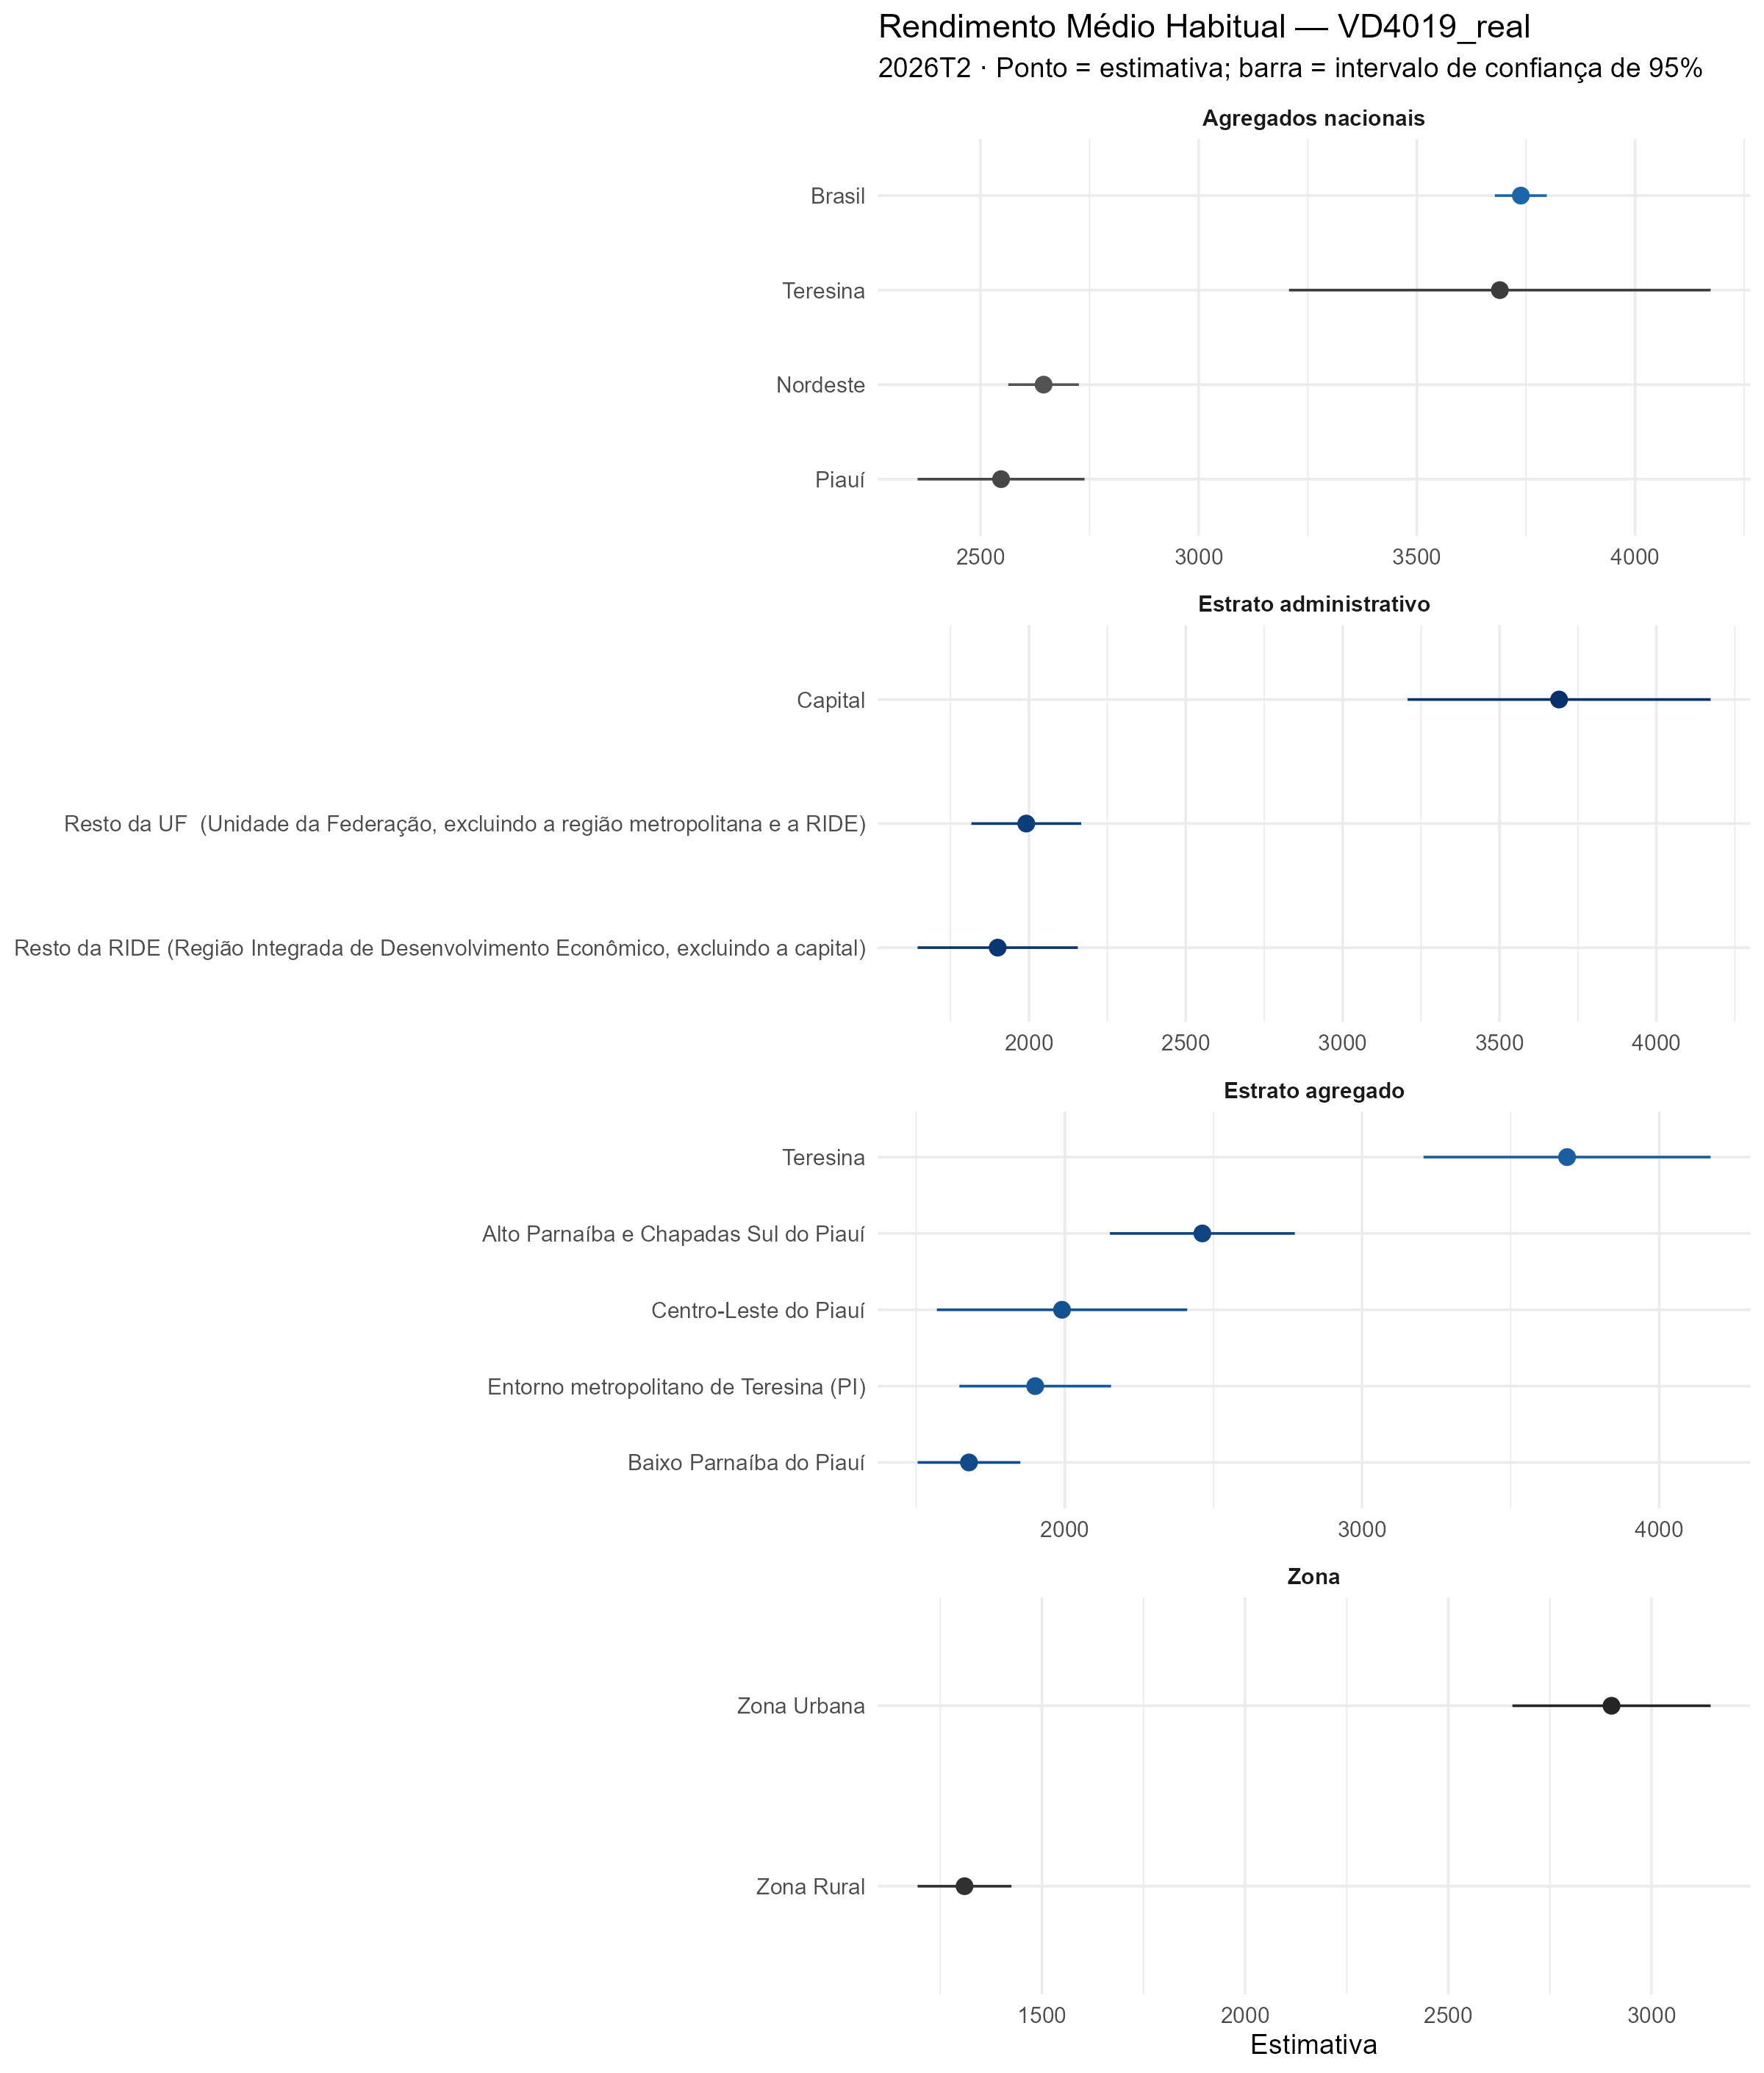 Rendimento Médio Habitual — VD4019_real
2026T2 · Ponto = estimativa; barra = intervalo de confiança de 95%
Agregados nacionais
Brasil
Teresina
Nordeste
Piauí
2500 3000 3500 4000
Estrato administrativo
Capital
Resto da UF  (Unidade da Federação, excluindo a região metropolitana e a RIDE)
Resto da RIDE (Região Integrada de Desenvolvimento Econômico, excluindo a capital)
2000 2500 3000 3500 4000
Estrato agregado
Teresina
Alto Parnaíba e Chapadas Sul do Piauí
Centro-Leste do Piauí
Entorno metropolitano de Teresina (PI)
Baixo Parnaíba do Piauí
2000 3000 4000
Zona
Zona Urbana
Zona Rural
1500 2000 2500 3000
Estimativa